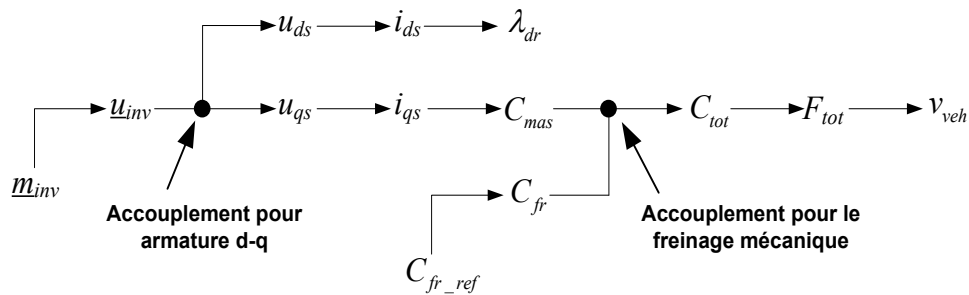 u_ds i_ds λ_dr
u_inv u_qs i_qs C_mas C_tot F_tot v_veh
m_inv
C_fr
Accouplement pour
armature d-q
Accouplement pour le
freinage mécanique
C_fr_ref